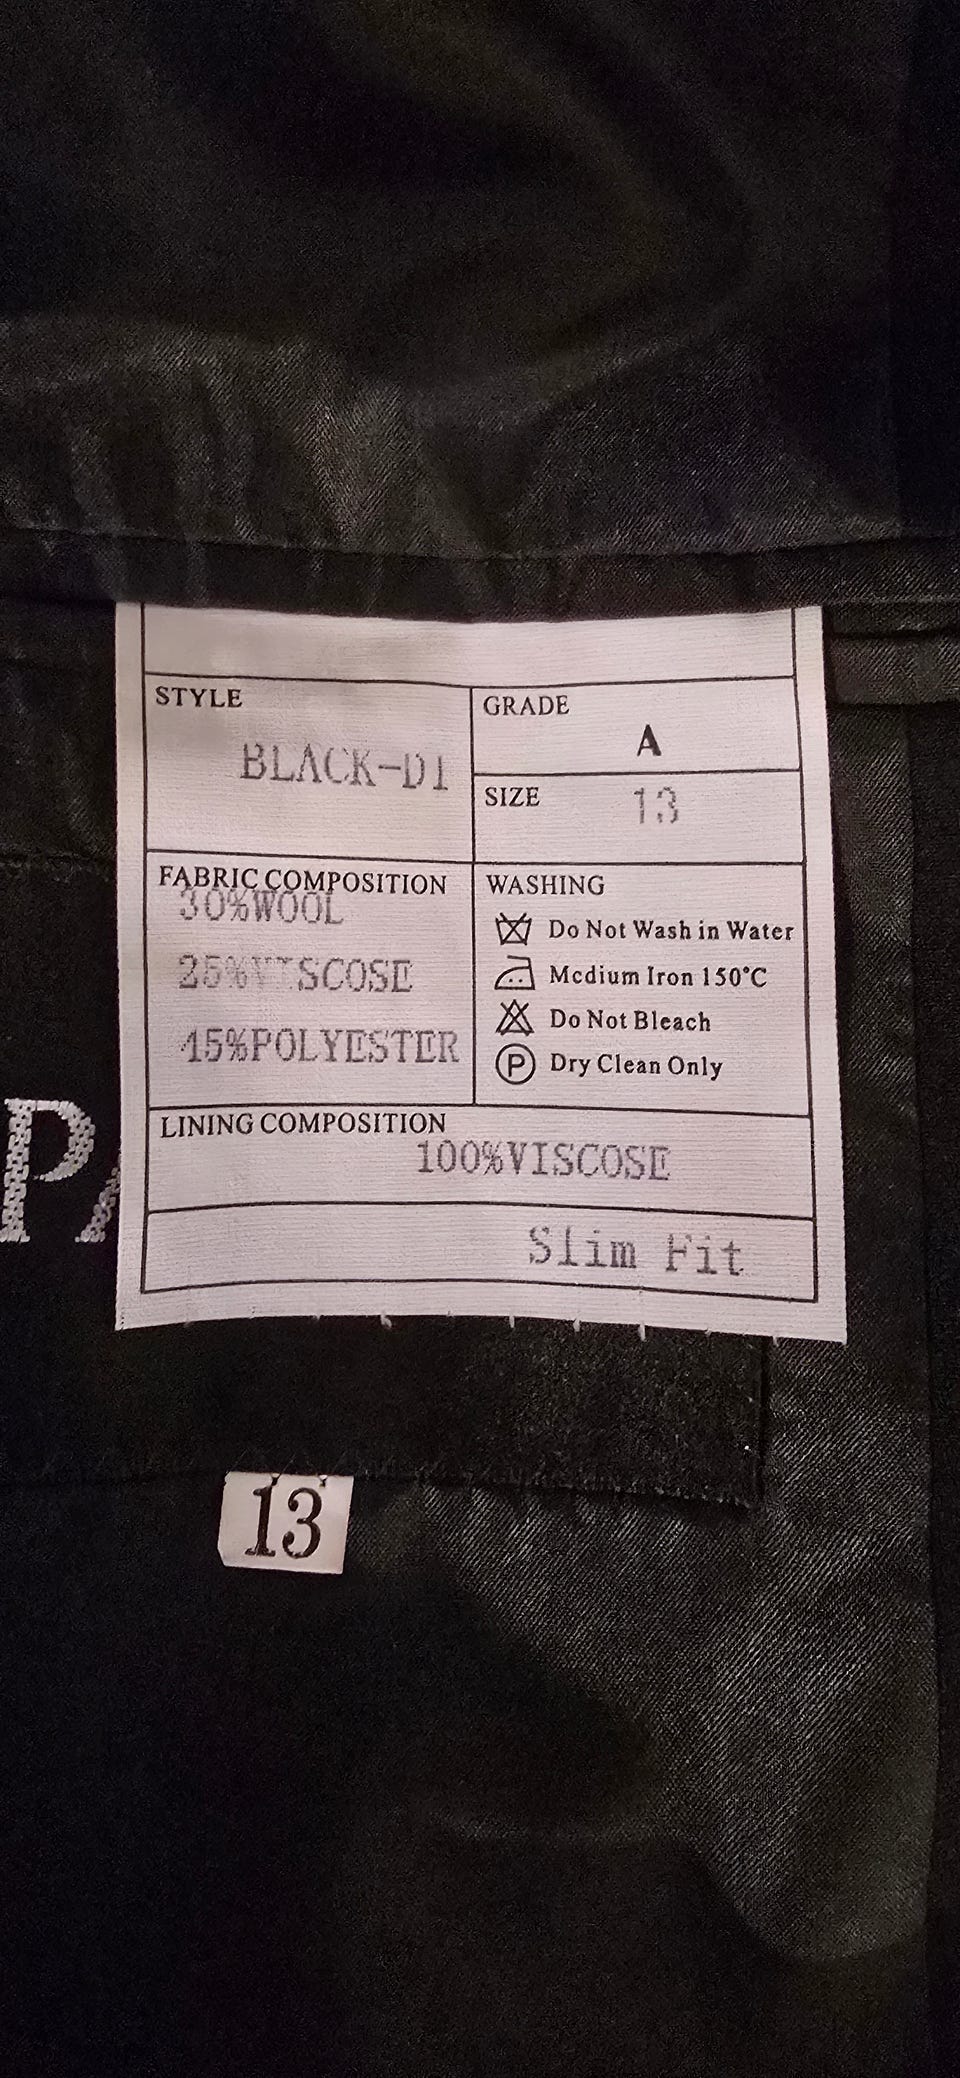 STYLE
BLACK-D1
GRADE
A
SIZE
13
FABRIC COMPOSITION
30%WOOL
25%VISCOSE
45%POLYESTER
WASHING
Do Not Wash in Water
Medium Iron 150°C
Do Not Bleach
P Dry Clean Only
LINING COMPOSITION
100%VISCOSE
Slim Fit
13